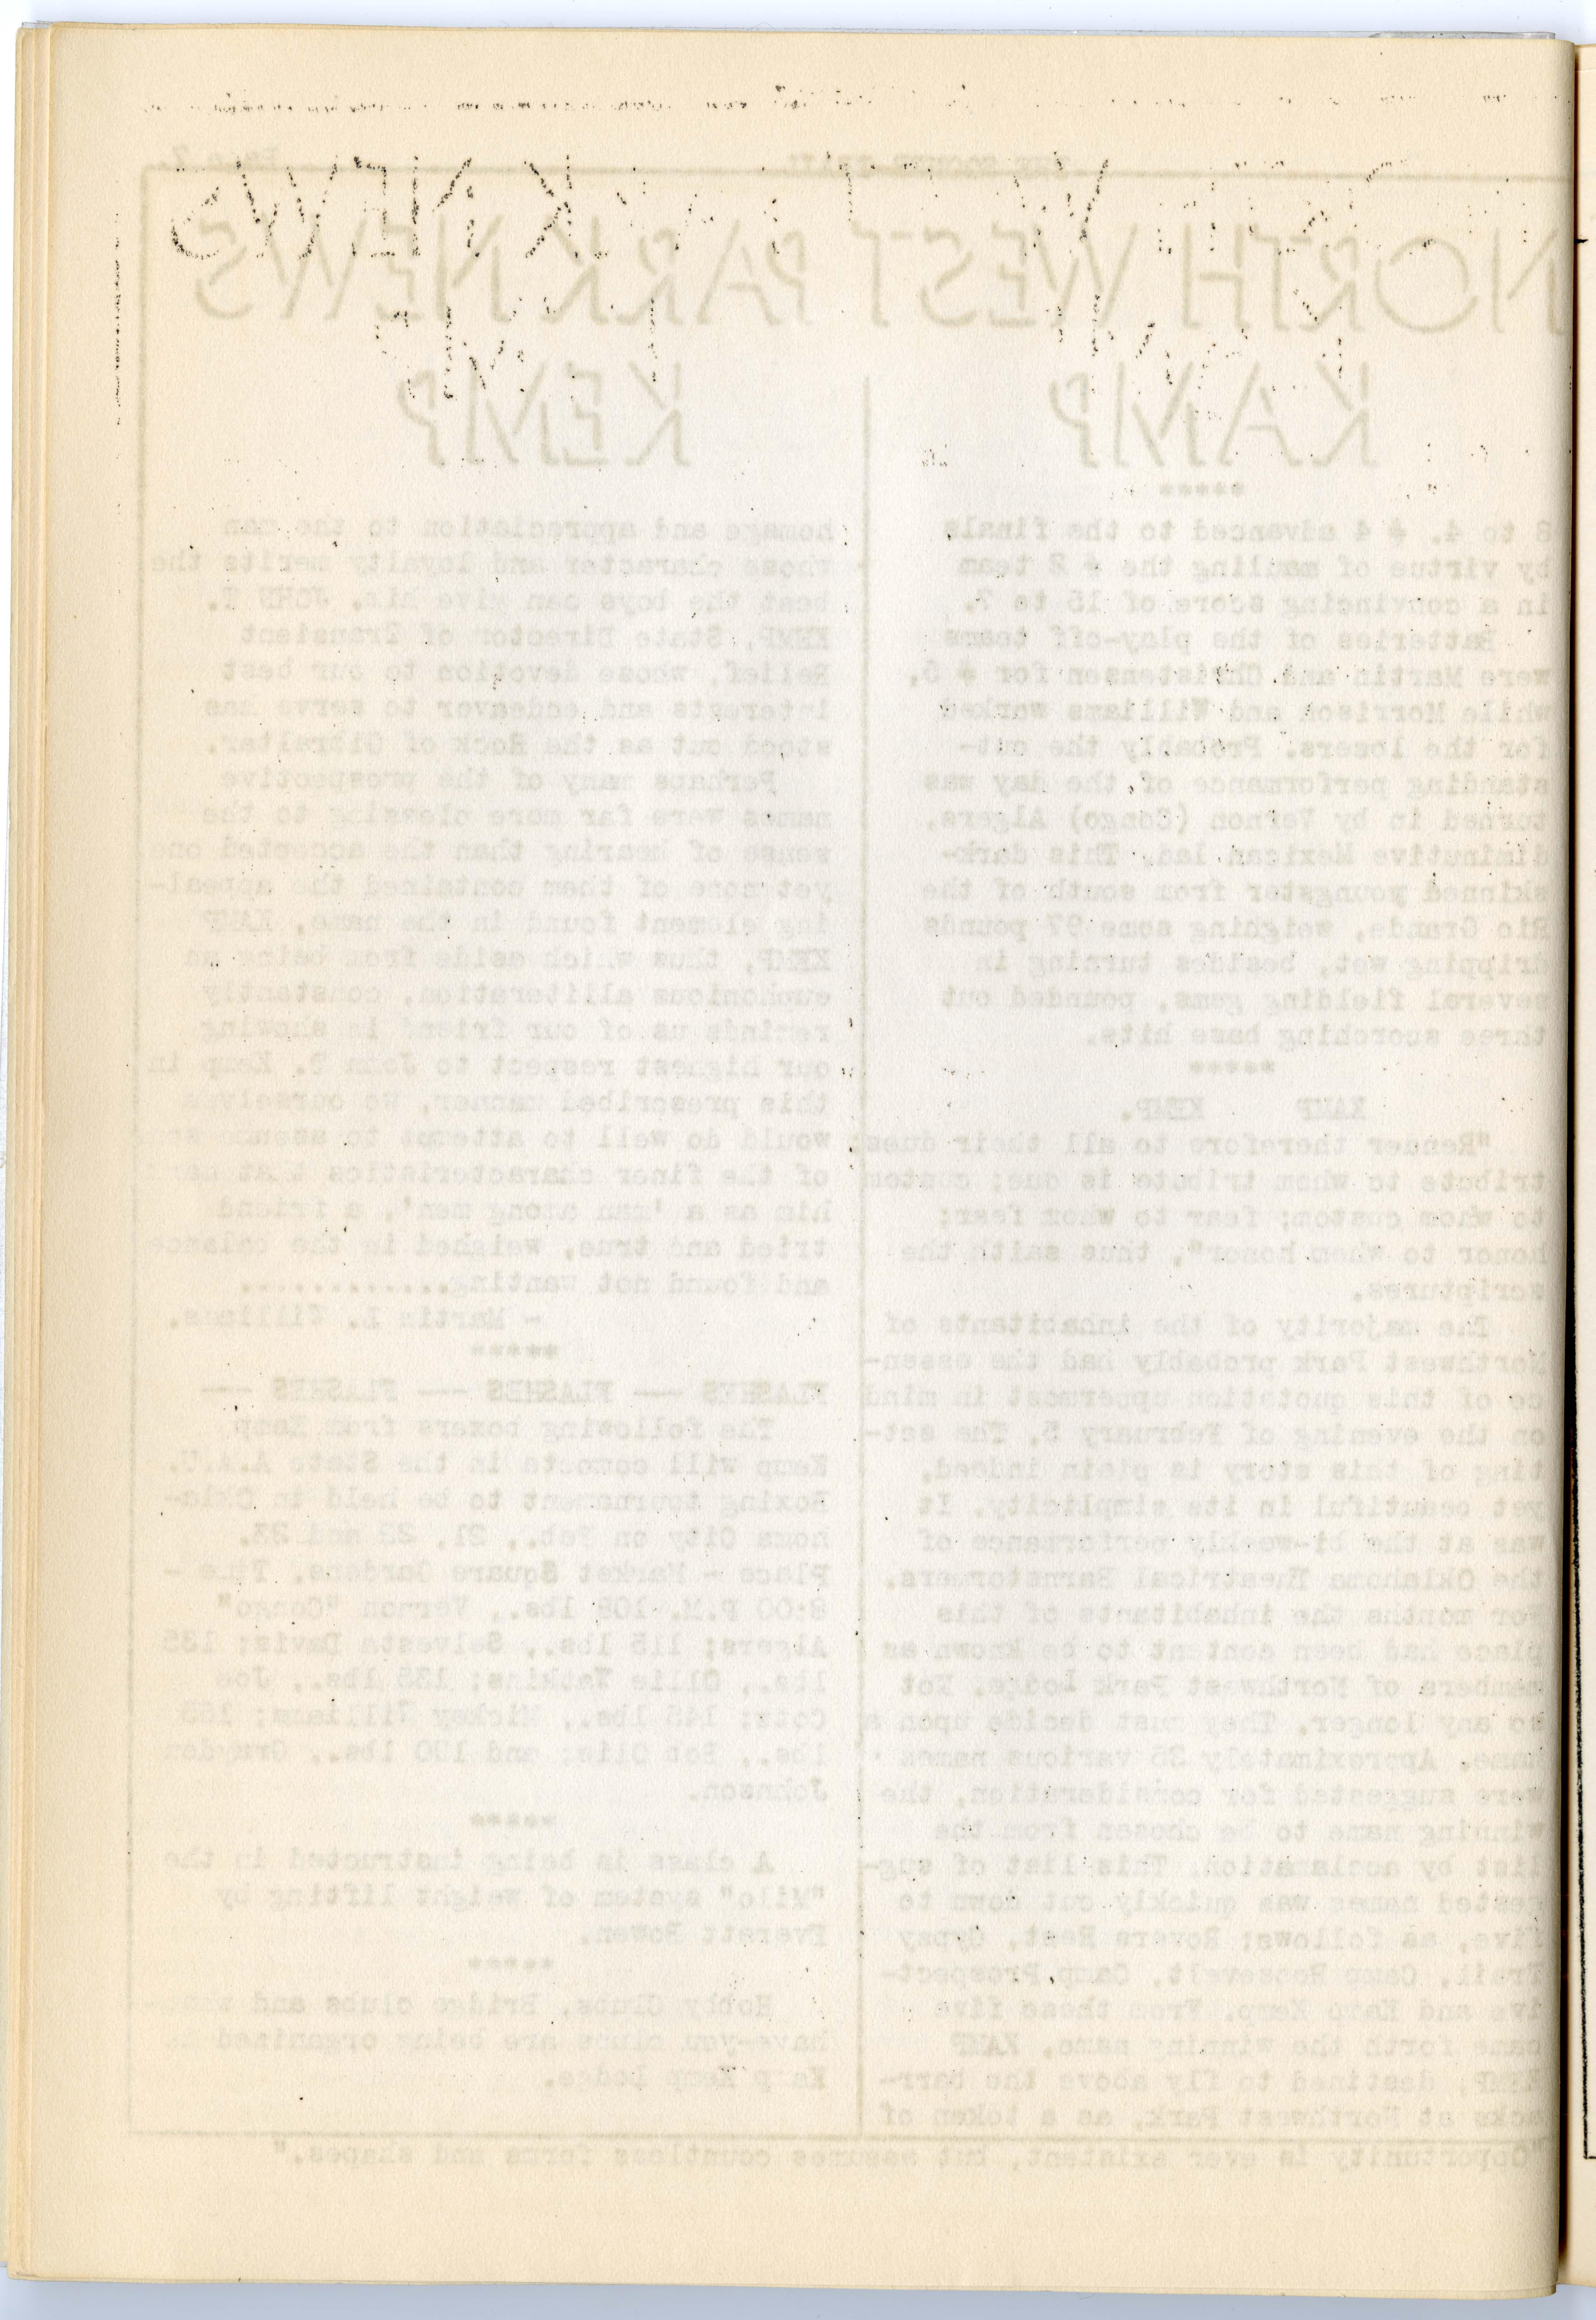 THE Page 7.
NORTHWEST PARK NEWS
KAMP KEMP
*****
8 to 4. # 4 advanced to the finals
by virtue of mauling the # 2 team
in a convincing score of 15 to 7.
Batteries of the play-off teams
were Martin and Christensen for # 5,
while Morrison and Williams worked
for the losers. Probably the out-
standing performance of the day was
turned in by Vernon (Congo) Algers,
diminutive Mexican lad. This dark-
skinned youngster from south of the
Rio Grande, weighing some 97 pounds
dripping wet, besides turning in
several fielding gems, pounded out
three scorching base hits.
*****
KAMP KEMP.
"Render therefore to all their dues:
tribute to whom tribute is due; custom
to whom custom; fear to whom fear;
honor to whom honor", thus saith the
scriptures.
The majority of the inhabitants of
Northwest Park probably had the essen-
ce of this quotation uppermost in mind
on the evening of February 5. The set-
ting of this story is plain indeed,
yet beautiful in its simplicity. It
was at the bi-weekly performance of
the Oklahoma Theatrical Barnstormers.
For months the inhabitants of this
place had been content to be known as
members of Northwest Park Lodge. Not
so any longer. They must decide upon a
name. Approximately 35 various names
were suggested for consideration, the
winning name to be chosen from the
list by acclamation. This list of sug-
gested names was quickly cut down to
five, as follows; Rovers Rest, Gypsy
Trail, Camp Roosevelt, Camp Prospect-
ive and Kamp Kemp. From these five
came forth the winning name, KAMP
KEMP, destined to fly above the barr-
acks at Northwest Park, as a token of
homage and appreciation to the man
whose character and loyalty merits the
best the boys can give him. JOHN
KEMP, State Director of Transient
Relief, whose devotion to our best
interests and endeavor to serve has
stood out as the Rock of Gibraltar.
Perhaps many of the prospective
names were far more pleasing to the
sense of hearing than the accepted one
yet none of them contained the appeal-
ing element found in the name, KAMP
KEMP, thus which aside from being an
euphonious alliteration, constantly
reminds us of our friend is showing
our highest respect to John P. Kemp in
this prescribed manner, we ourselves
would do well to attempt to assume
of the finer characteristics that
him as a 'man among men', a friend
tried and true, weighed in the balance
and found not wanting............
- Martin L. Williams.
*****
FLASHES --- FLASHES --- FLASHES ---
The following boxers from Kamp
Kemp will compete in the State A.A.U.
Boxing tournament to be held in Okla-
homa City on Feb., 21, 22 and 23.
Place - Market Square Gardens. Time -
8:00 P.M. 108 lbs., Vernon "Congo"
Algers; 115 lbs., Selvesta Davis; 135
lbs., Ollie Watkins; 135 lbs., Joe
145 lbs., Mickey Williams; 165
lbs., and 190 lbs., Graydon
Johnson.
*****
A class is being instructed in the
"Milo" system of weight lifting by
Everett Bowen.
*****
Hobby Clubs, Bridge clubs and
have-you clubs are being organized
Kamp Kemp Lodge.
"Opportunity is ever existent, but assumes countless forms and shapes."